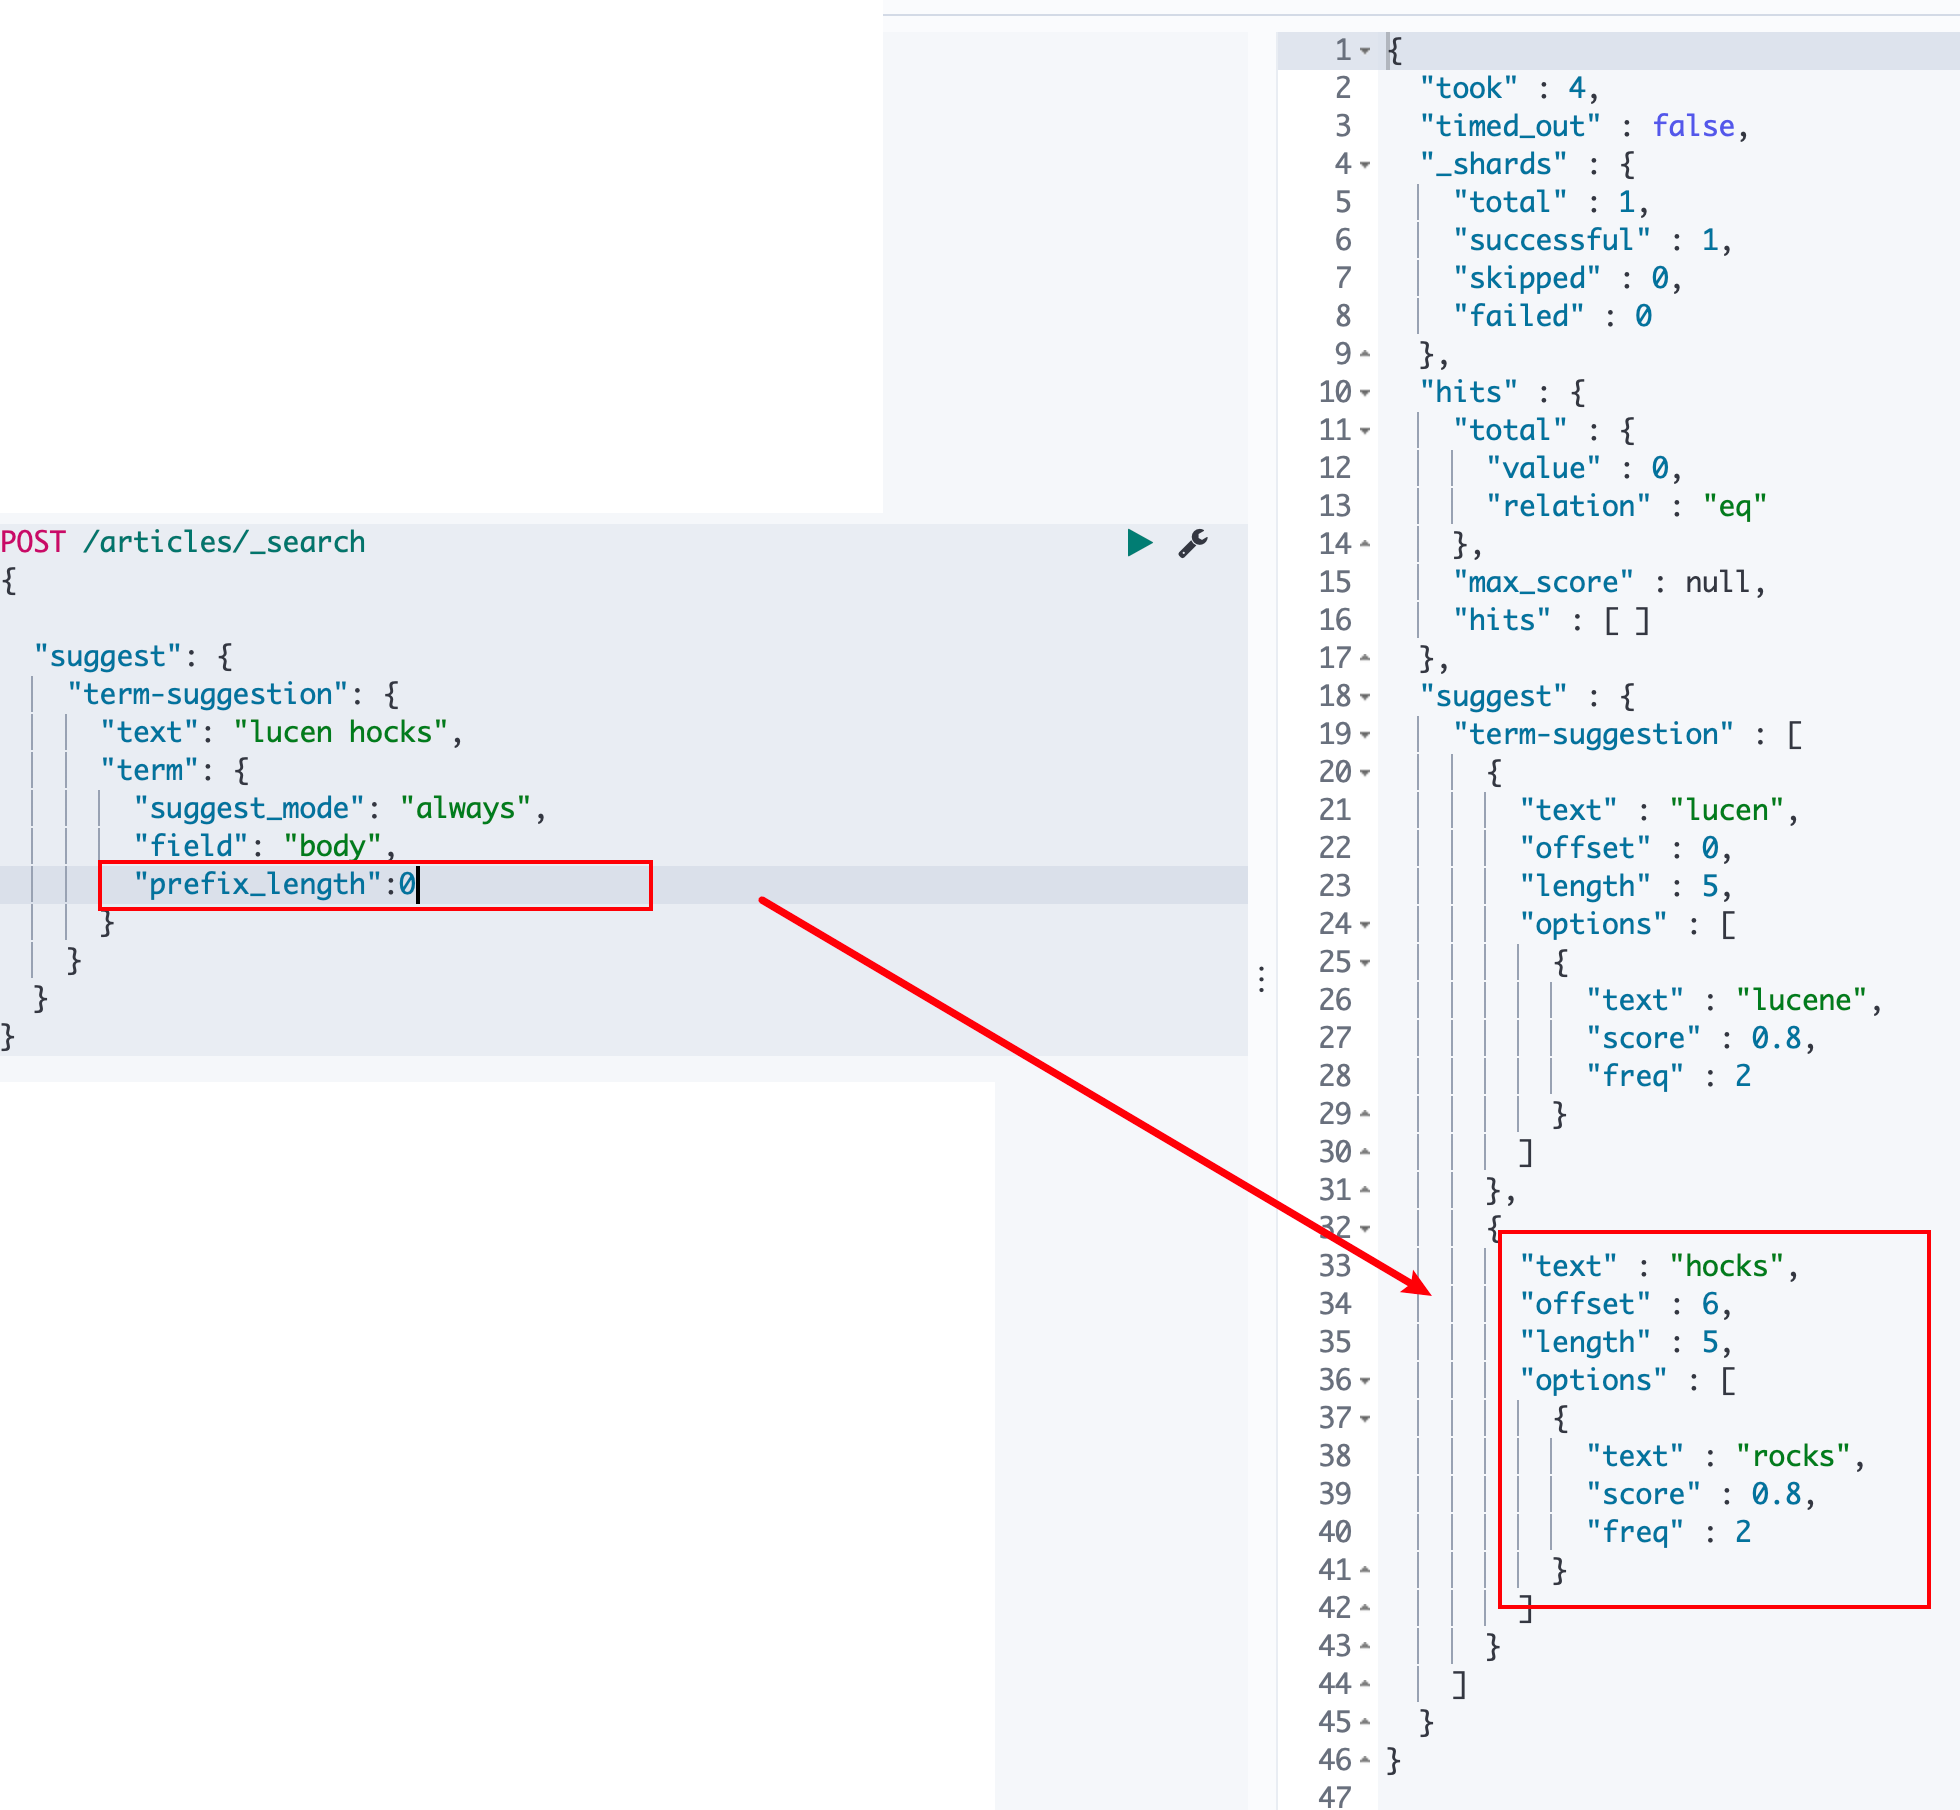 POST /articles/_search
{
"suggest": {
"term-suggestion": {
"text": "lucen hocks",
"term": {
"suggest_mode": "always",
"field": "body",
"prefix_length":0
}
}
}
}
1 {
2 "took" : 4,
3 "timed_out" : false,
4 "_shards" : {
5 "total" : 1,
6 "successful" : 1,
7 "skipped" : 0,
8 "failed" : 0
9 },
10 "hits" : {
11 "total" : {
12 "value" : 0,
13 "relation" : "eq"
14 },
15 "max_score" : null,
16 "hits" : [ ]
17 },
18 "suggest" : {
19 "term-suggestion" : [
20 {
21 "text" : "lucen",
22 "offset" : 0,
23 "length" : 5,
24 "options" : [
25 {
26 "text" : "lucene",
27 "score" : 0.8,
28 "freq" : 2
29 }
30 ]
31 },
32 {
33 "text" : "hocks",
34 "offset" : 6,
35 "length" : 5,
36 "options" : [
37 {
38 "text" : "rocks",
39 "score" : 0.8,
40 "freq" : 2
41 }
42 ]
43 }
44 ]
45 }
46 }
47